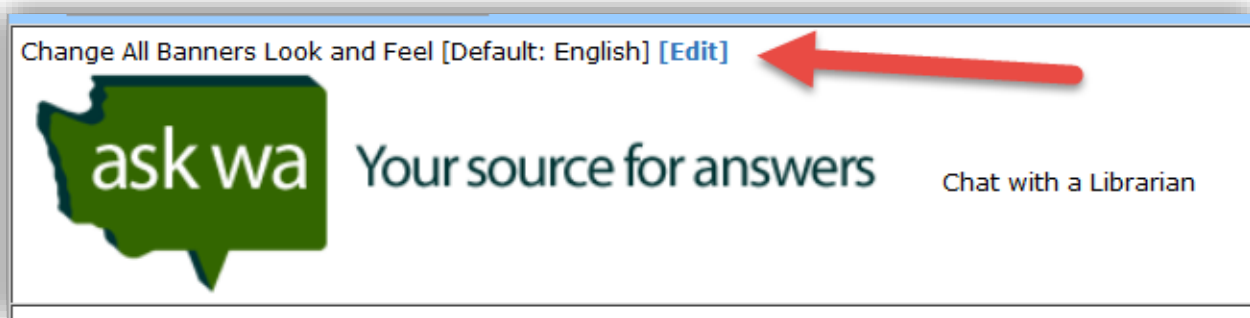 Change All Banners Look and Feel [Default: English] [Edit]
ask wa
Your source for answers
Chat with a Librarian